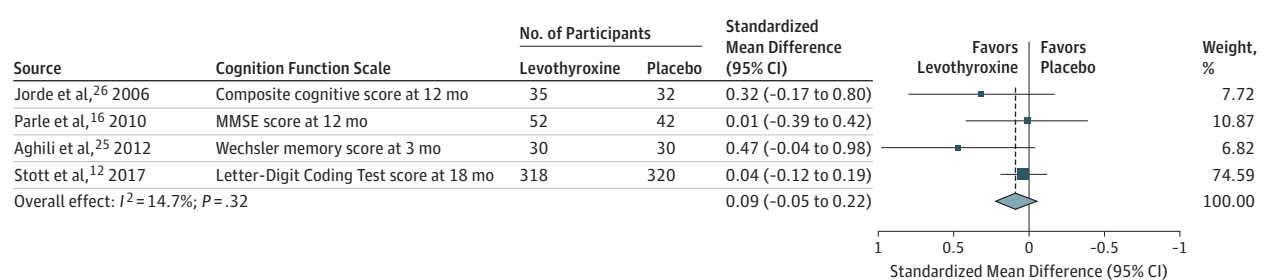 No. of Participants
Standardized Mean Difference (95% CI)
Favors Levothyroxine
Favors Placebo
Weight, %
Source Cognition Function Scale Levothyroxine Placebo
Jorde et al,26 2006 Composite cognitive score at 12 mo 35 32 0.32 (-0.17 to 0.80) 7.72
Parle et al,16 2010 MMSE score at 12 mo 52 42 0.01 (-0.39 to 0.42) 10.87
Aghili et al,25 2012 Wechsler memory score at 3 mo 30 30 0.47 (-0.04 to 0.98) 6.82
Stott et al,12 2017 Letter-Digit Coding Test score at 18 mo 318 320 0.04 (-0.12 to 0.19) 74.59
Overall effect: I2 = 14.7%; P = .32 0.09 (-0.05 to 0.22) 100.00
1 0.5 0 -0.5 -1
Standardized Mean Difference (95% CI)